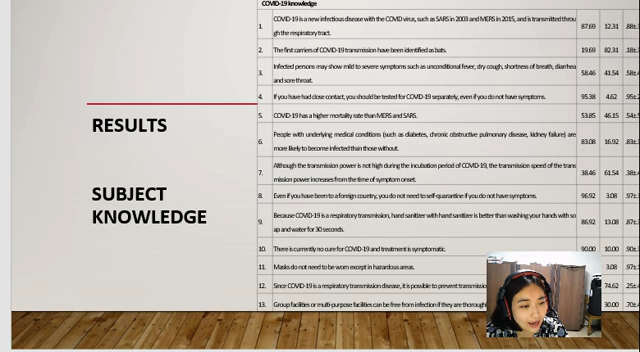 COVID-19 knowledge
1. COVID-19 is a new infectious disease with the COVID virus, such as SARS in 2003 and MERS in 2015, and is transmitted throu 87.69 12.31
gh the respiratory tract.
2. The first carriers of COVID-19 transmission have been identified as bats. 19.69 82.31
3. Infected persons may show mild to severe symptoms such as unconditional fever, dry cough, shortness of breath, diarrhea 58.46 41.54
and sore throat.
4. If you have had close contact, you should be tested for COVID-19 separately, even if you do not have symptoms. 95.38 4.62
RESULTS
5. COVID-19 has a higher mortality rate than MERS and SARS. 53.85 46.15
6. People with underlying medical conditions (such as diabetes, chronic obstructive pulmonary disease, kidney failure) are 83.08 16.92
more likely to become infected than those without.
7. Although the transmission power is not high during the incubation period of COVID-19, the transmission speed of the trans 38.46 61.54
mission power increases from the time of symptom onset.
SUBJECT
KNOWLEDGE
8. Even if you have been to a foreign country, you do not need to self-quarantine if you do not have symptoms. 96.92 3.08
9. Because COVID-19 is a respiratory transmission, hand sanitizer with hand sanitizer is better than washing your hands with so 86.92 13.08
ap and water for 30 seconds.
10. There is currently no cure for COVID-19 and treatment is symptomatic. 90.00 10.00
11. Masks do not need to be worn except in hazardous areas. 3.08
12. Since COVID-19 is a respiratory disease, it is possible to prevent 74.62
13. Group facilities or multi-purpose facilities can be free from infection if they are 30.00